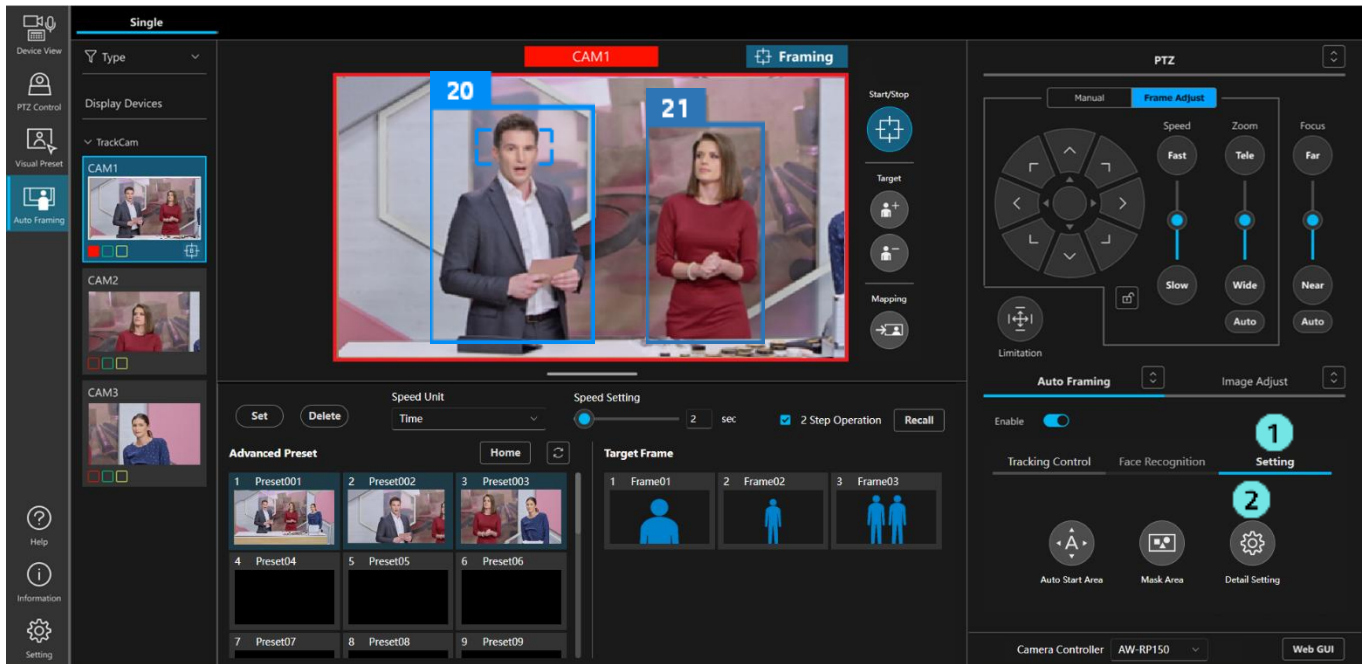 Device View
PTZ Control
Visual Preset
Auto Framing
Help
Information
Setting
Single
Type
Display Devices
TrackCam
CAM1
CAM2
CAM3
CAM1
Framing
20
21
Start/Stop
Target
Mapping
Set
Delete
Speed Unit
Time
Speed Setting
2 sec
2 Step Operation
Recall
Advanced Preset
Home
1 Preset001
2 Preset002
3 Preset003
4 Preset04
5 Preset05
6 Preset06
7 Preset07
8 Preset08
9 Preset09
Target Frame
1 Frame01
2 Frame02
3 Frame03
PTZ
Manual
Frame Adjust
Speed
Zoom
Focus
Fast
Tele
Far
Slow
Wide
Near
Auto
Auto
Limitation
Auto Framing
Image Adjust
Enable
1
Tracking Control
Face Recognition
Setting
2
A
Auto Start Area
Mask Area
Detail Setting
Camera Controller
AW-RP150
Web GUI